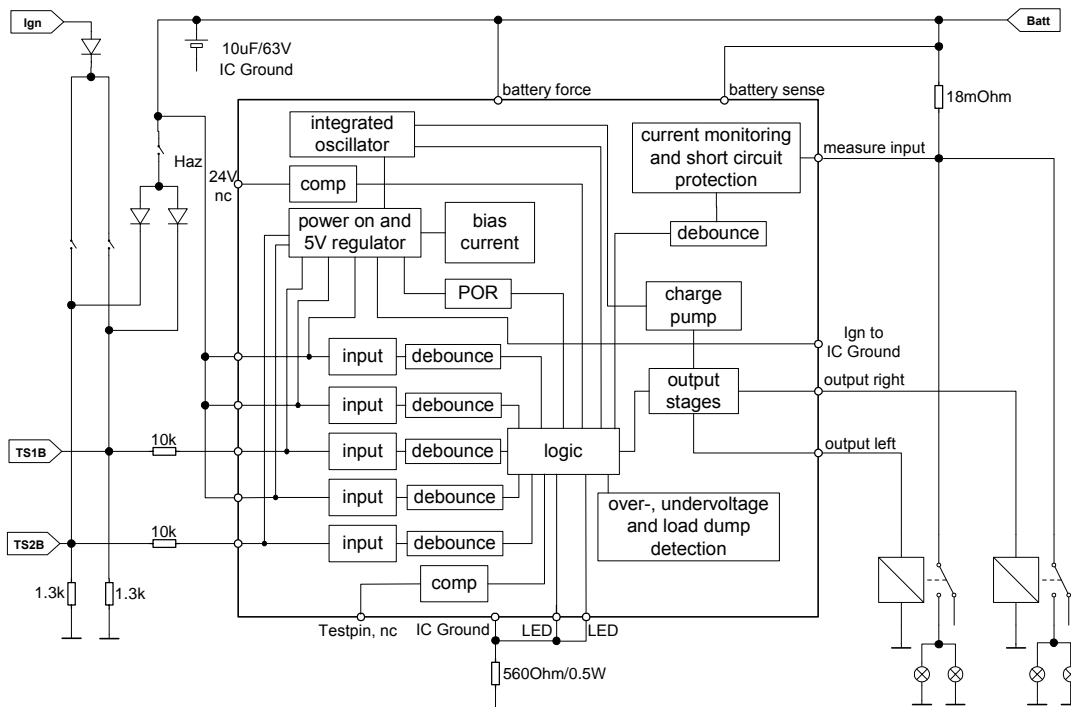 Ign
Batt
10uF/63V
IC Ground
battery force
battery sense
18mOhm
integrated
oscillator
current monitoring
and short circuit
protection
measure input
Haz
24V
nc
comp
power on and
5V regulator
bias
current
debounce
POR
charge
pump
Ign to
IC Ground
input
debounce
output
stages
output right
input
debounce
TS1B
10k
input
debounce
logic
output left
input
debounce
over-, undervoltage
and load dump
detection
TS2B
10k
input
debounce
1.3k
1.3k
comp
Testpin, nc
IC Ground
LED
LED
560Ohm/0.5W